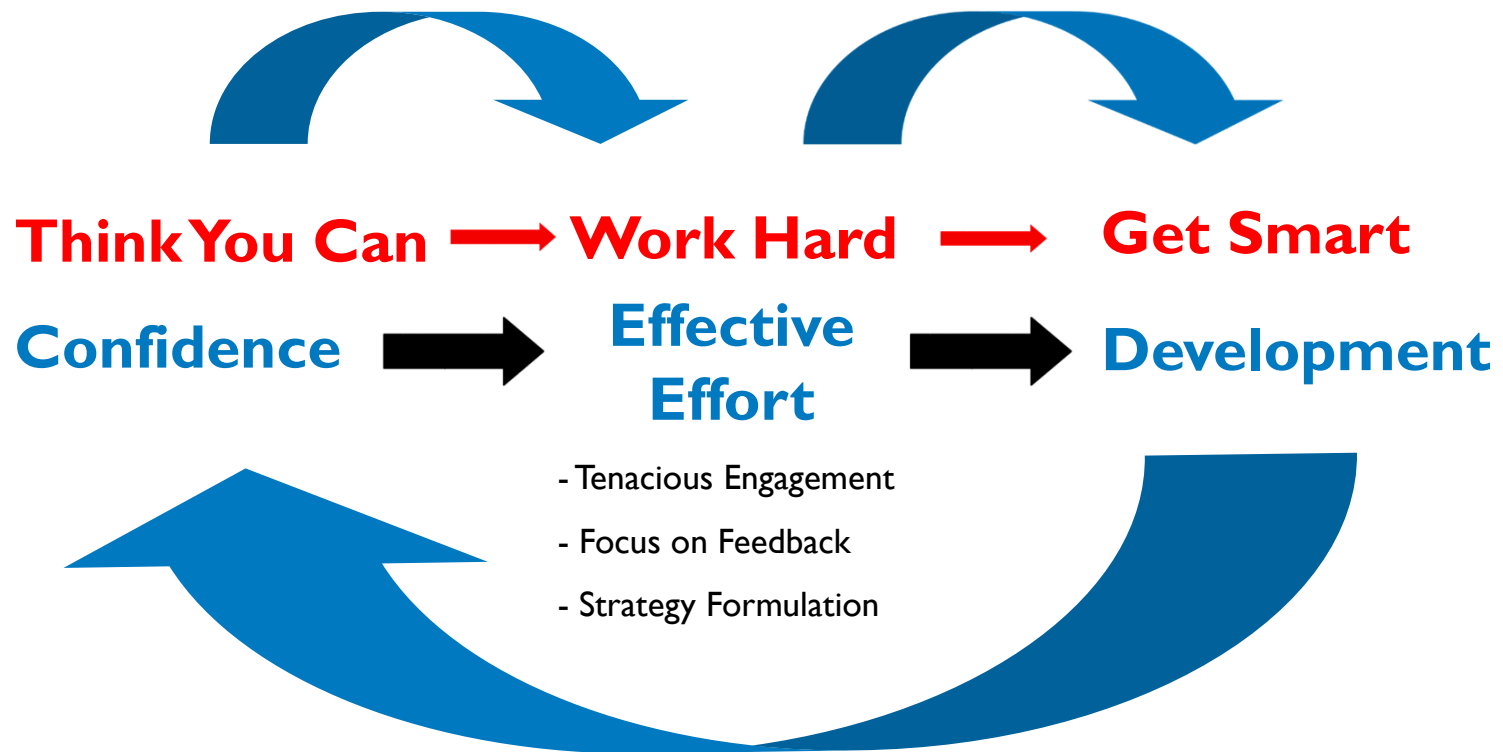 Think You Can
Work Hard
Get Smart
Confidence
Effective
Effort
Development
- Tenacious Engagement
- Focus on Feedback
- Strategy Formulation